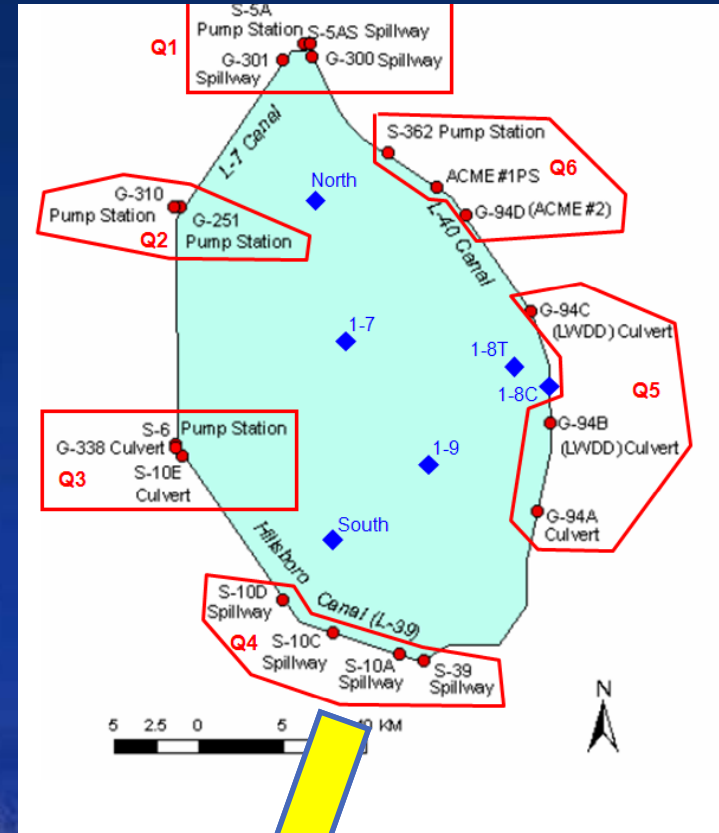 S-5A
Pump Station
S-5AS Spillway
Q1
G-301
Spillway
G-300 Spillway
L-7 Canal
S-362 Pump Station
Q6
ACME #1PS
G-94D (ACME #2)
L-40 Canal
North
G-310
Pump Station
G-251
Pump Station
Q2
G-94C
(LWDD) Culvert
1-7
1-8T
1-8C
Q5
G-94B
(LWDD) Culvert
S-6 Pump Station
G-338 Culvert
S-10E
Culvert
Q3
1-9
G-94A
Culvert
South
Hillsboro Canal (L-39)
S-10D
Spillway
Q4
S-10C
Spillway
S-10A
Spillway
S-39
Spillway
N
5 2.5 0 5 KM